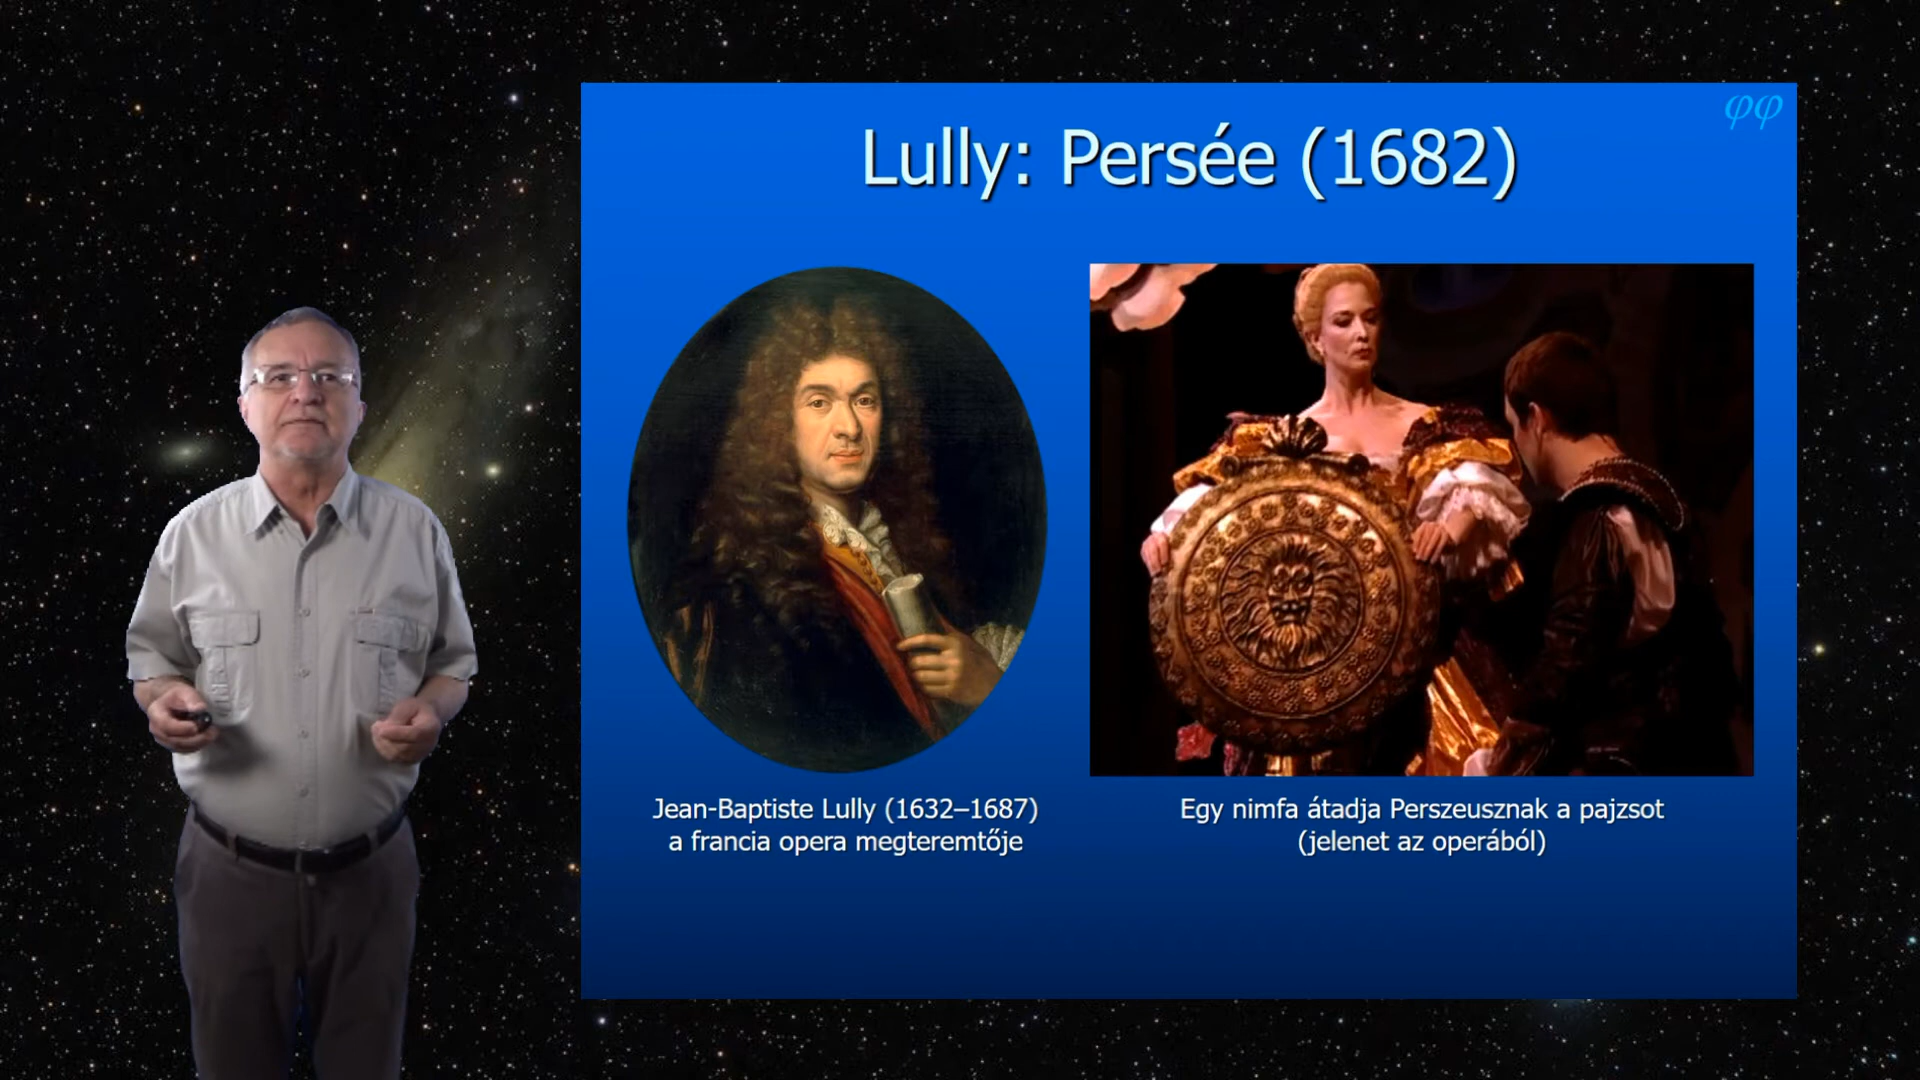 φφ
Lully: Persée (1682)
Jean-Baptiste Lully (1632–1687)
a francia opera megteremtője
Egy nimfa átadja Perszeusznak a pajzsot
(jelenet az operából)